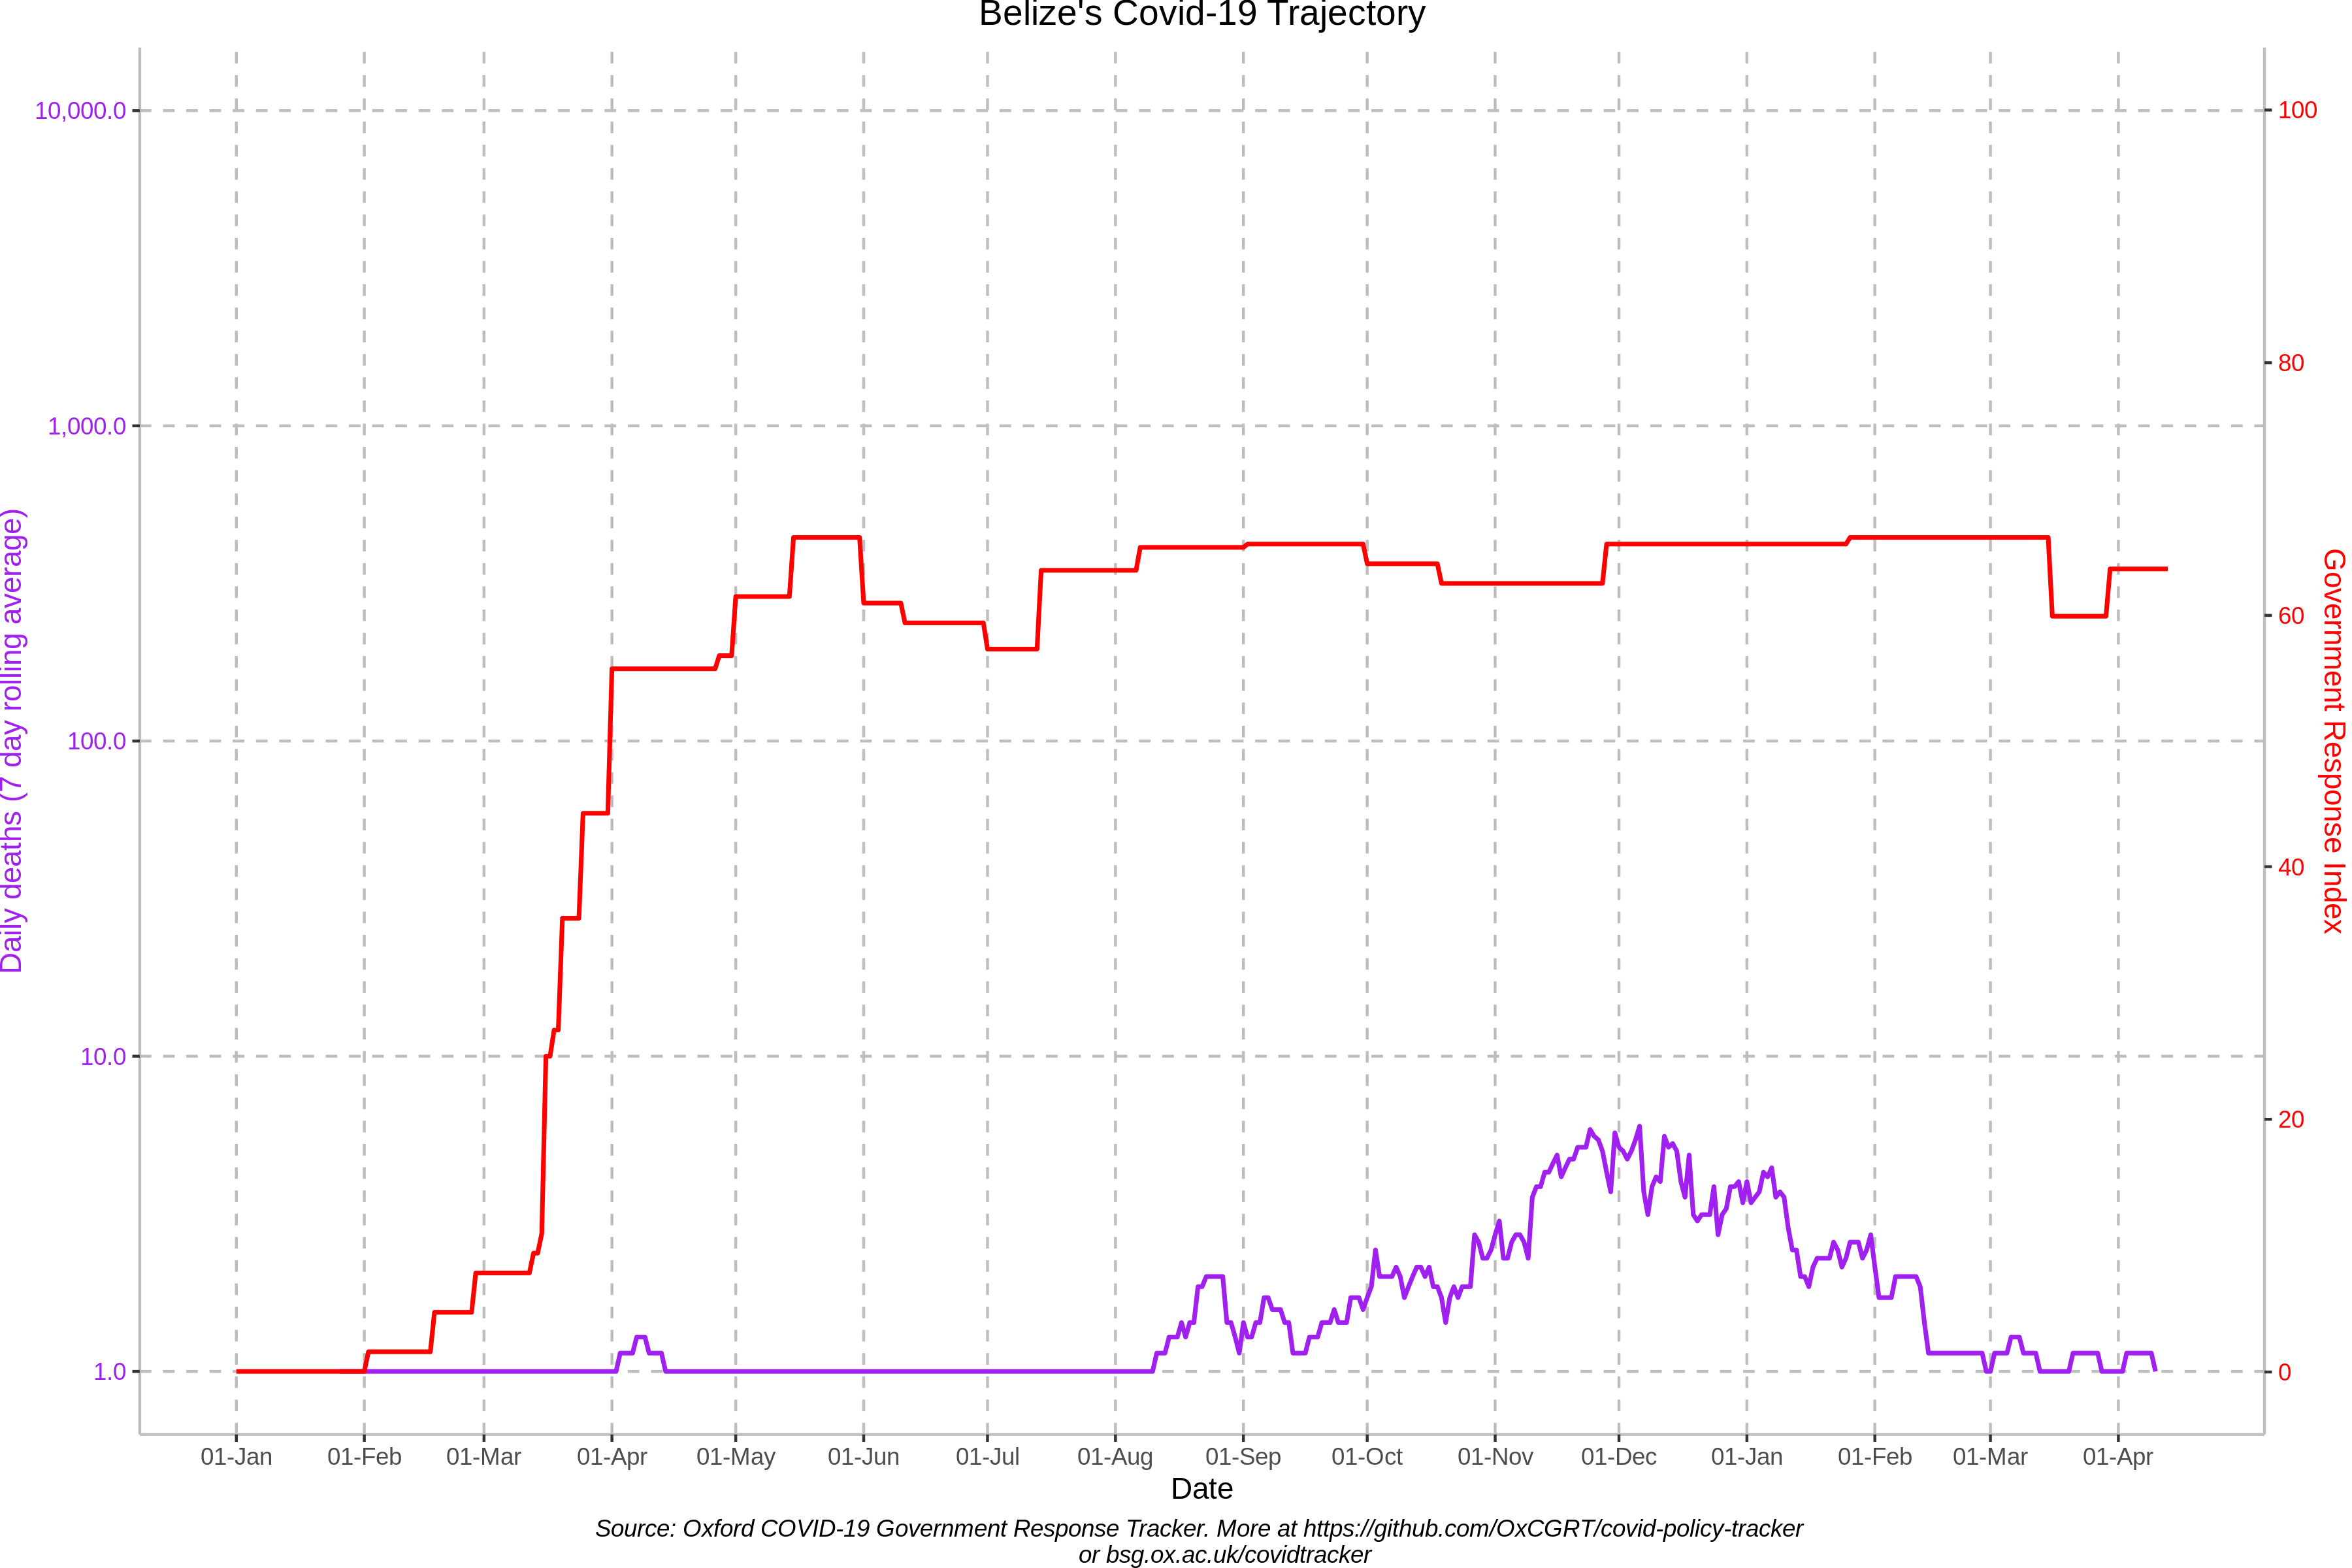 Belize's Covid-19 Trajectory
10,000.0
1,000.0
100.0
10.0
1.0
Daily deaths (7 day rolling average)
100
80
60
40
20
0
Government Response Index
01-Jan 01-Feb 01-Mar 01-Apr 01-May 01-Jun 01-Jul 01-Aug 01-Sep 01-Oct 01-Nov 01-Dec 01-Jan 01-Feb 01-Mar 01-Apr
Date
Source: Oxford COVID-19 Government Response Tracker. More at https://github.com/OxCGRT/covid-policy-tracker
or bsg.ox.ac.uk/covidtracker